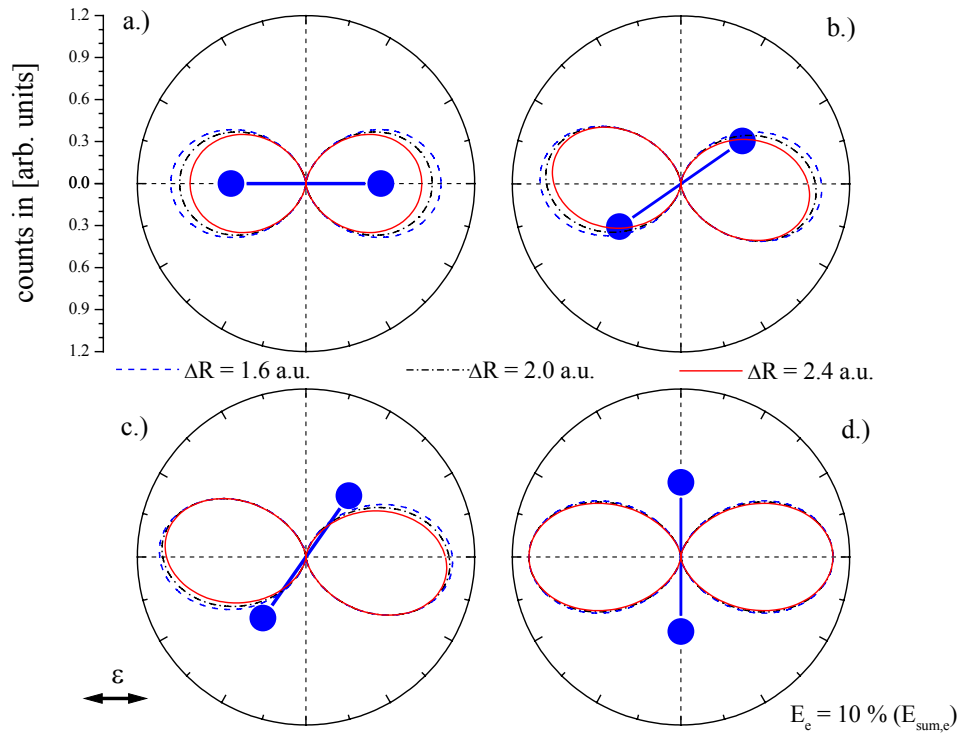 a.)
b.)
counts in [arb. units]
1.2
0.9
0.6
0.3
0.0
0.3
0.6
0.9
1.2
ΔR = 1.6 a.u.
ΔR = 2.0 a.u.
ΔR = 2.4 a.u.
c.)
d.)
ε
E_e = 10 % (E_sum,e)